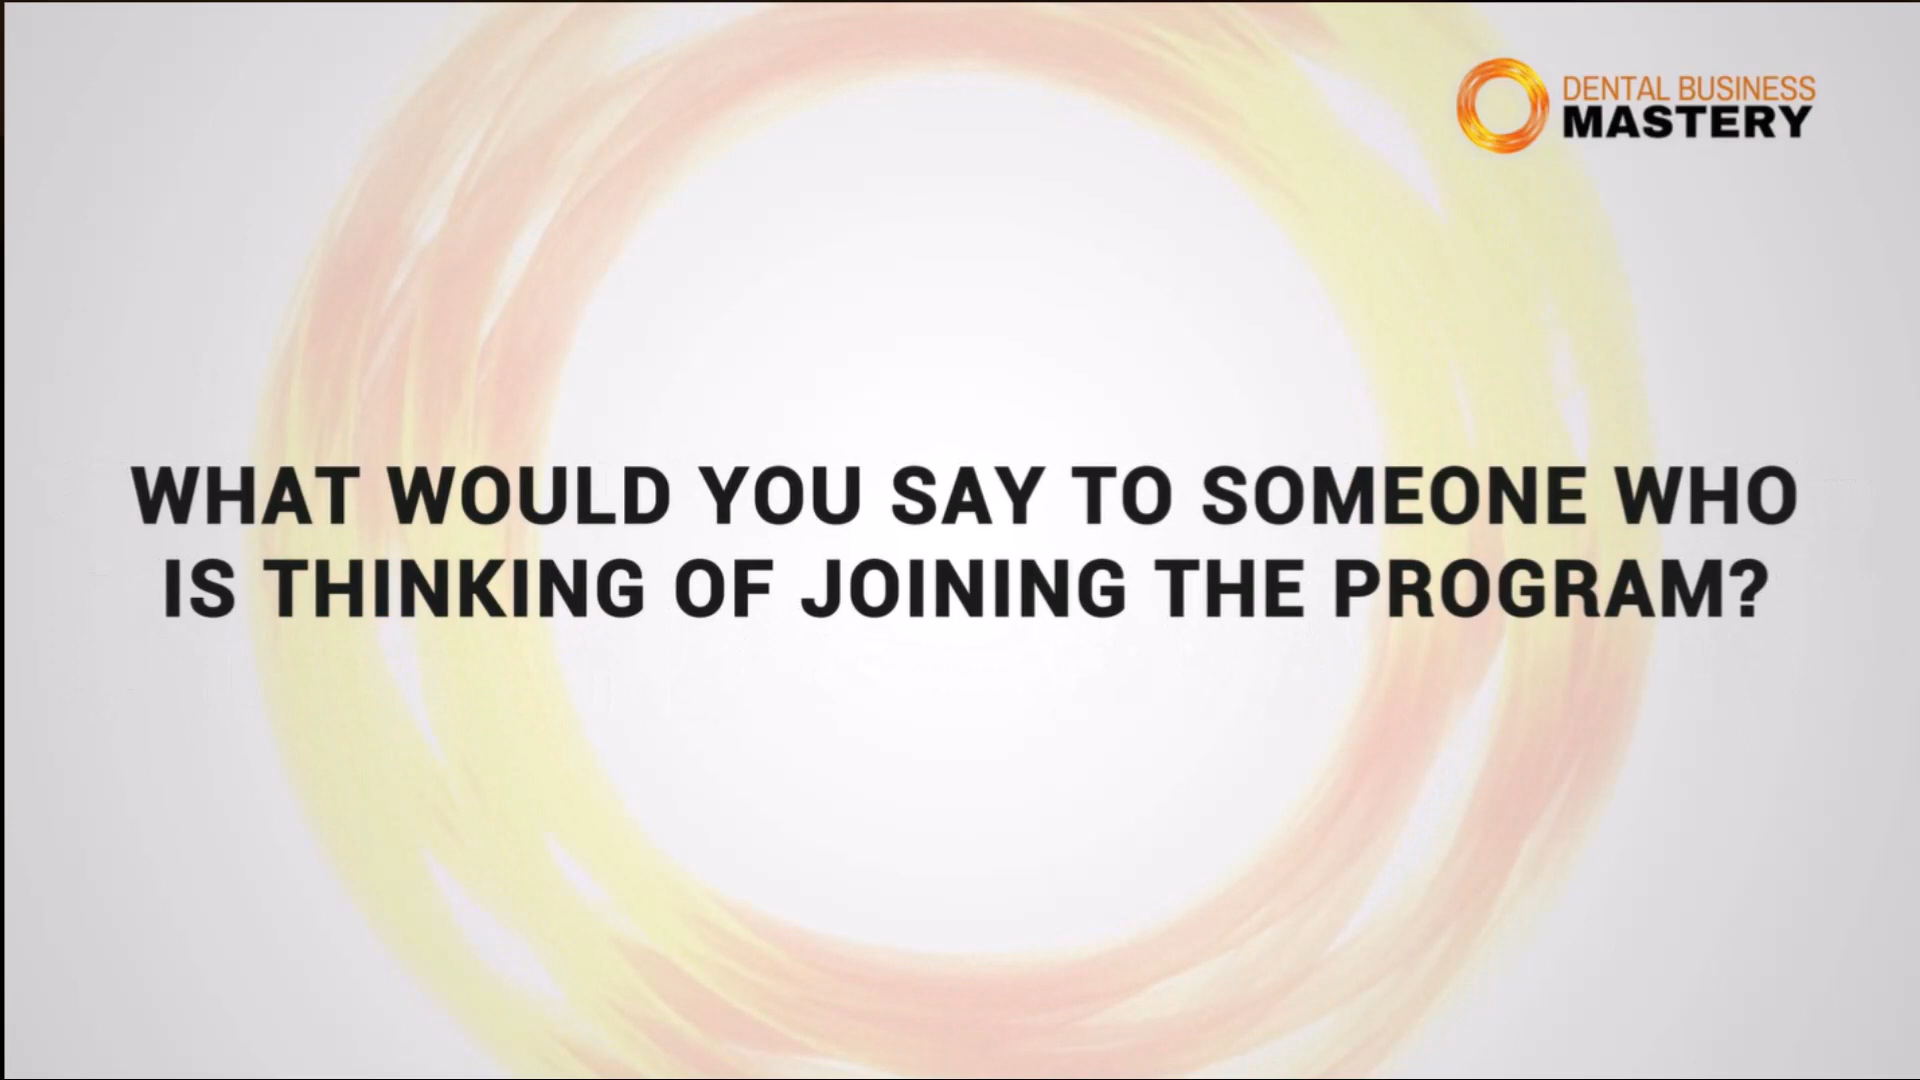 DENTAL BUSINESS
MASTERY
WHAT WOULD YOU SAY TO SOMEONE WHO
IS THINKING OF JOINING THE PROGRAM?